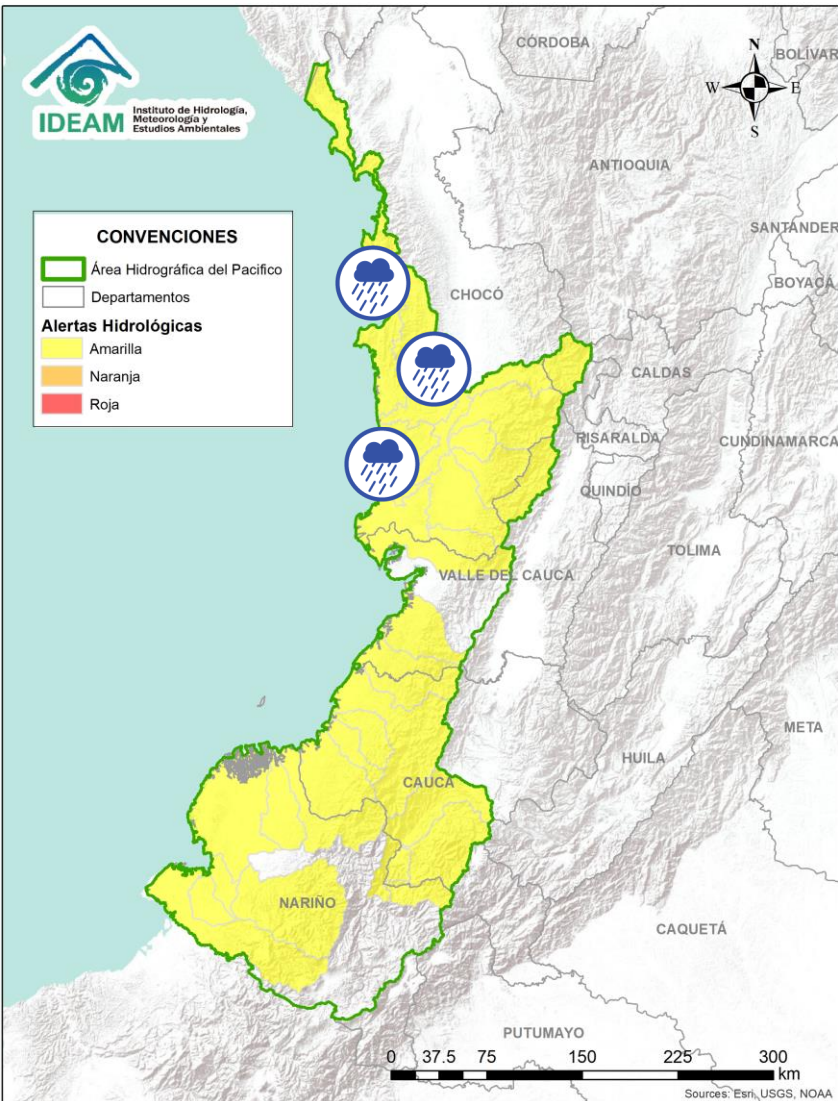 CÓRDOBA
BOLÍVAR
N
W
E
S
IDEAM
Instituto de Hidrología,
Meteorología y
Estudios Ambientales
ANTIOQUIA
SANTANDER
CONVENCIONES
Área Hidrográfica del Pacifico
Departamentos
Alertas Hidrológicas
Amarilla
Naranja
Roja
BOYACÁ
CHOCÓ
CALDAS
RISARALDA
CUNDINAMARCA
QUINDÍO
TOLIMA
VALLE DEL CAUCA
META
HUILA
CAUCA
NARIÑO
CAQUETÁ
PUTUMAYO
0 37.5 75 150 225 300
km
Sources: Esri, USGS, NOAA